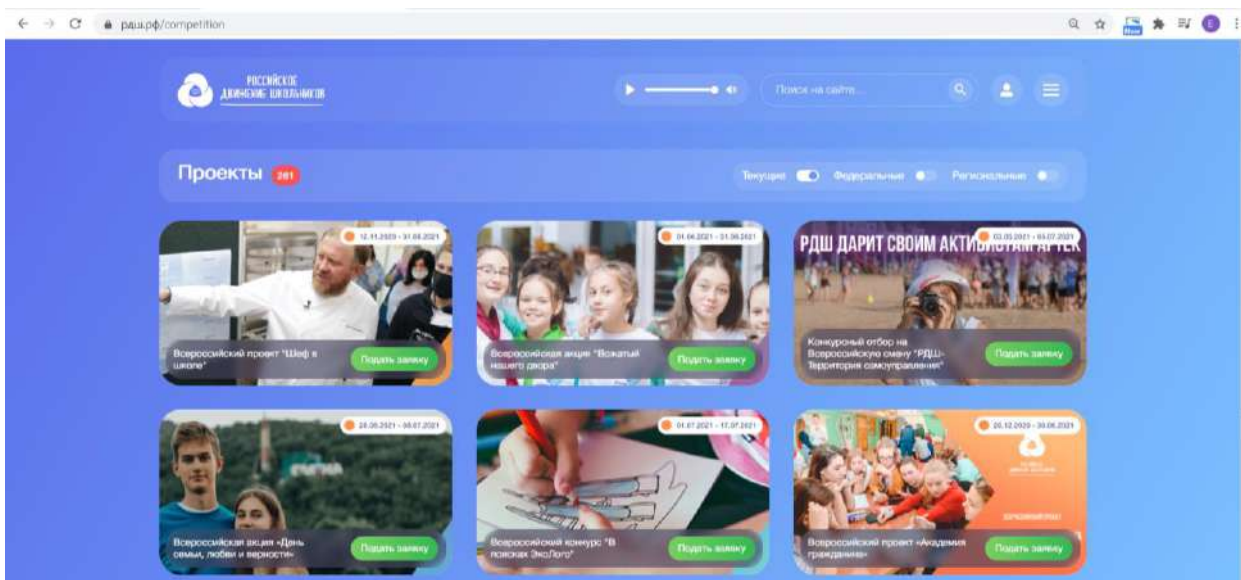 рдш.рф/competition
РОССИЙСКОЕ
ДВИЖЕНИЕ ШКОЛЬНИКОВ
Поиск на сайте...
Проекты 261
Текущие Федеральные Региональные
12.11.2020 - 31.08.2021
Всероссийский проект "Шеф в
школе"
Подать заявку
01.06.2021 - 31.08.2021
Всероссийская акция "Вожатый
нашего двора"
Подать заявку
РДШ ДАРИТ СВОИМ АКТИВИСТАМ АРТЕК
Конкурсный отбор на
Всероссийскую смену "РДШ-
Территория самоуправления"
Подать заявку
Всероссийская акция «День
семьи, любви и верности»
Подать заявку
01.07.2021 - 17.07.2021
Всероссийский конкурс "В
поисках ЭкоЛого"
Подать заявку
Всероссийский проект «Академия
гражданина»
Подать заявку